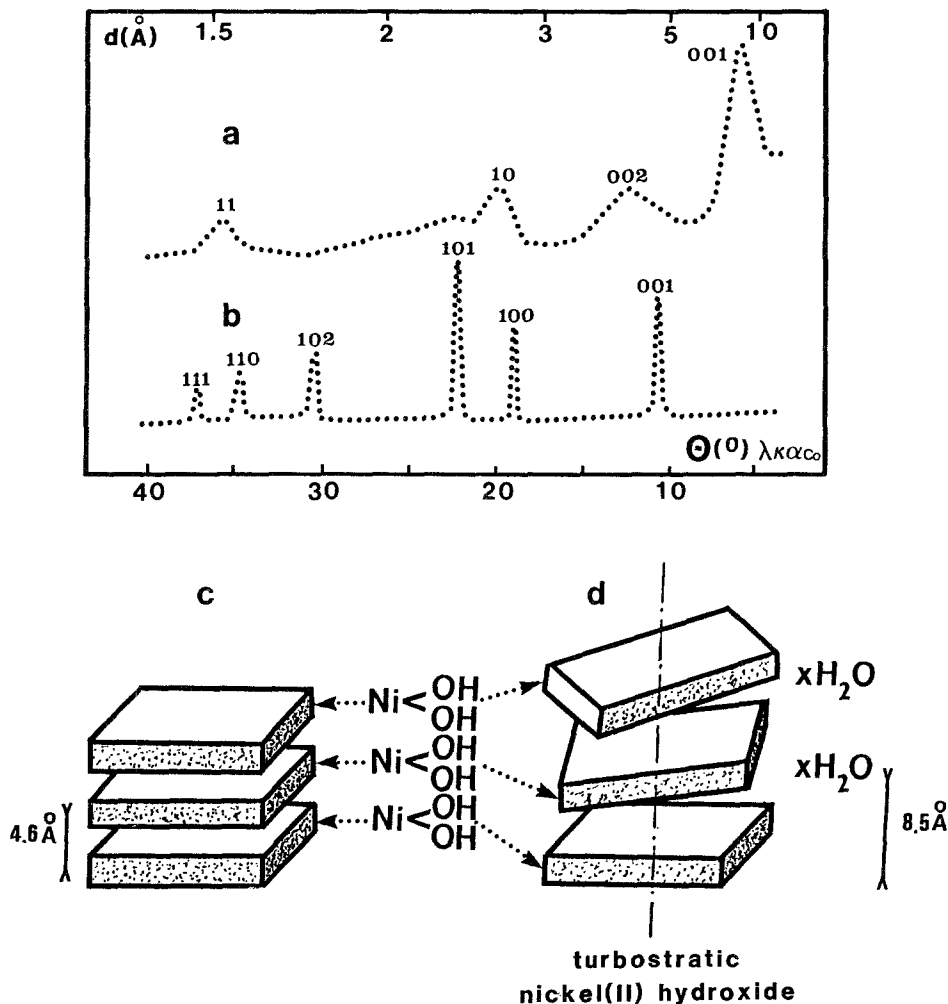 d(Å) 1.5 2 3 5 10
001
a
11 10 002
101
b 001
100
102
110
111
Θ(º) λκαCo
40 30 20 10
c d
Ni<OH OH xH₂O
Ni<OH OH xH₂O
Ni<OH OH
4.6Å 8,5Å
turbostratic
nickel(II) hydroxide